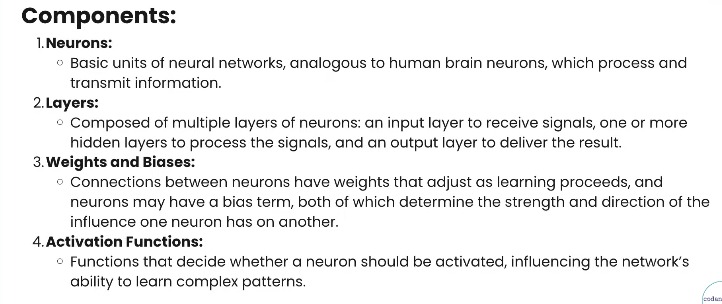 Components:
1. Neurons:
○ Basic units of neural networks, analogous to human brain neurons, which process and
transmit information.
2. Layers:
○ Composed of multiple layers of neurons: an input layer to receive signals, one or more
hidden layers to process the signals, and an output layer to deliver the result.
3. Weights and Biases:
○ Connections between neurons have weights that adjust as learning proceeds, and
neurons may have a bias term, both of which determine the strength and direction of the
influence one neuron has on another.
4. Activation Functions:
○ Functions that decide whether a neuron should be activated, influencing the network's
ability to learn complex patterns.